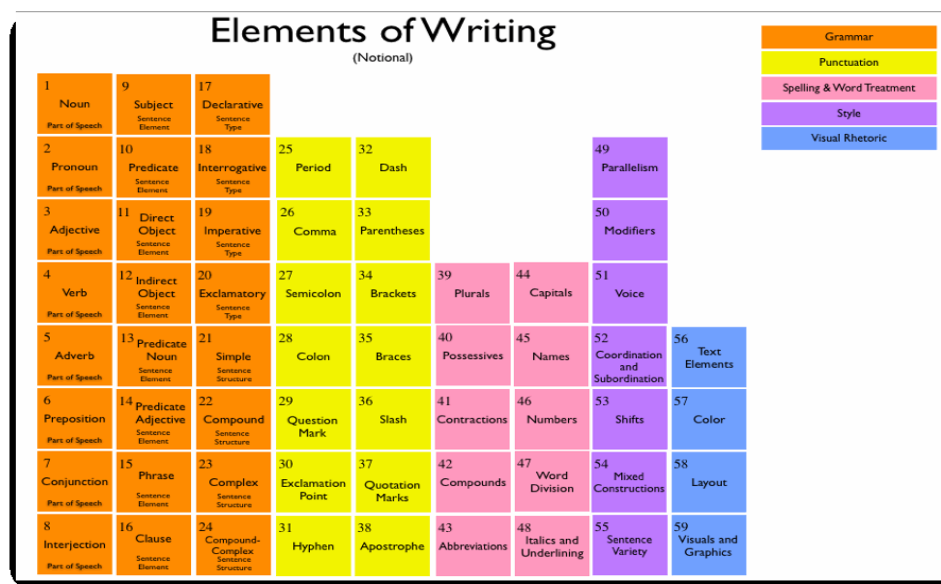 Elements of Writing
(Notional)
Grammar
Punctuation
Spelling & Word Treatment
Style
Visual Rhetoric
1
Noun
Part of Speech
9
Subject
Sentence
Element
17
Declarative
Sentence
Type
2
Pronoun
Part of Speech
10
Predicate
Sentence
Element
18
Interrogative
Sentence
Type
25
Period
32
Dash
49
Parallelism
3
Adjective
Part of Speech
11
Direct
Object
Sentence
Element
19
Imperative
Sentence
Type
26
Comma
33
Parentheses
50
Modifiers
4
Verb
Part of Speech
12
Indirect
Object
Sentence
Element
20
Exclamatory
Sentence
Type
27
Semicolon
34
Brackets
39
Plurals
44
Capitals
51
Voice
5
Adverb
Part of Speech
13
Predicate
Noun
Sentence
Element
21
Simple
Sentence
Structure
28
Colon
35
Braces
40
Possessives
45
Names
52
Coordination
and
Subordination
56
Text
Elements
6
Preposition
Part of Speech
14
Predicate
Adjective
Sentence
Element
22
Compound
Sentence
Structure
29
Question
Mark
36
Slash
41
Contractions
46
Numbers
53
Shifts
57
Color
7
Conjunction
Part of Speech
15
Phrase
Sentence
Element
23
Complex
Sentence
Structure
30
Exclamation
Point
37
Quotation
Marks
42
Compounds
47
Word
Division
54
Mixed
Constructions
58
Layout
8
Interjection
Part of Speech
16
Clause
Sentence
Element
24
Compound-
Complex
Sentence
Structure
31
Hyphen
38
Apostrophe
43
Abbreviations
48
Italics and
Underlining
55
Sentence
Variety
59
Visuals and
Graphics